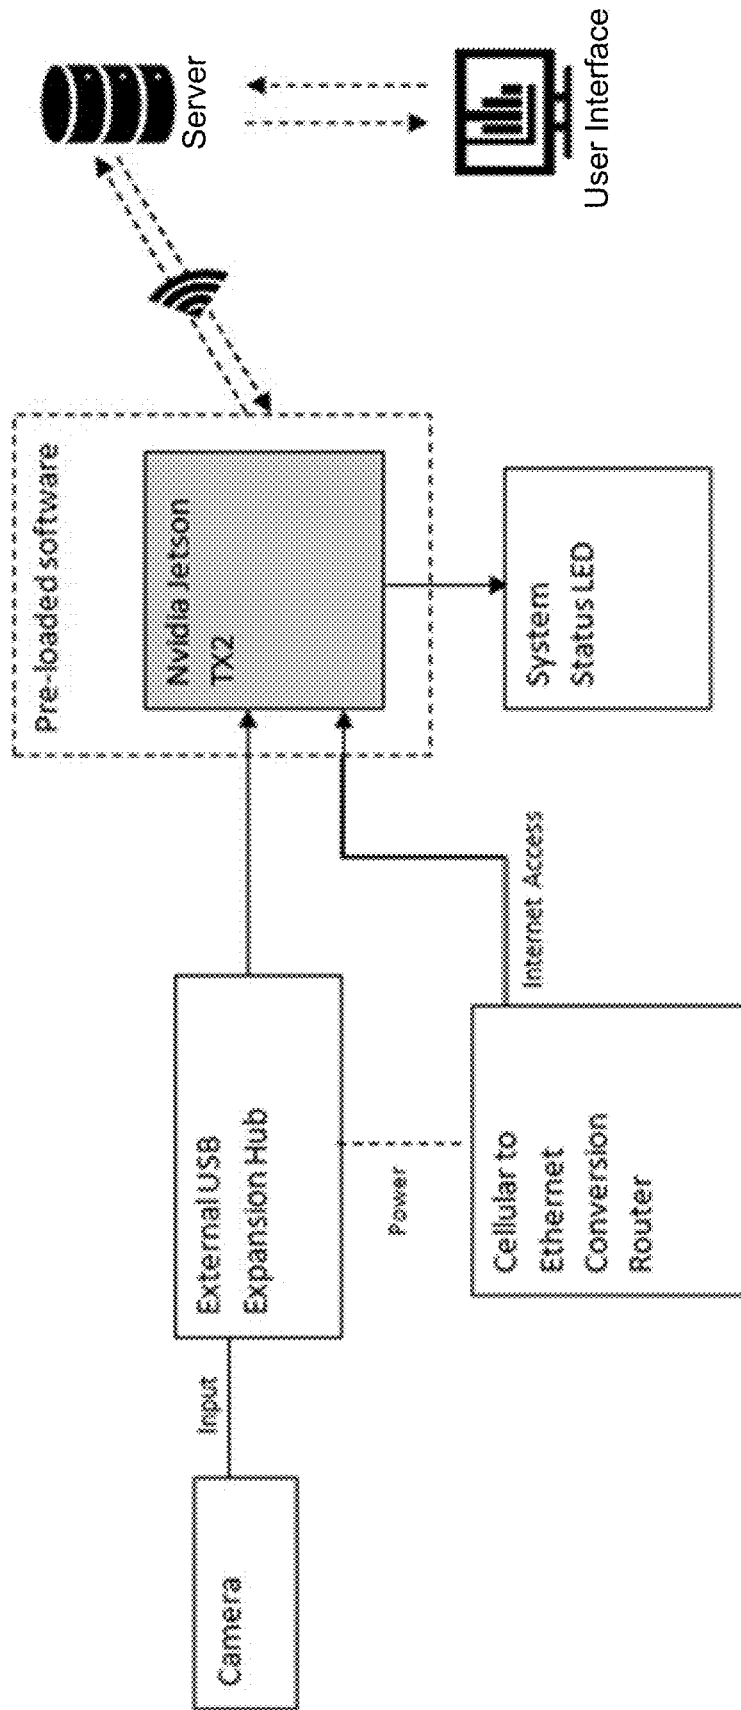 Camera
Input
External USB
Expansion Hub
Power
Cellular to
Ethernet
Conversion
Router
Internet Access
Pre-loaded software
Nvidia Jetson
TX2
System
Status LED
Server
User Interface